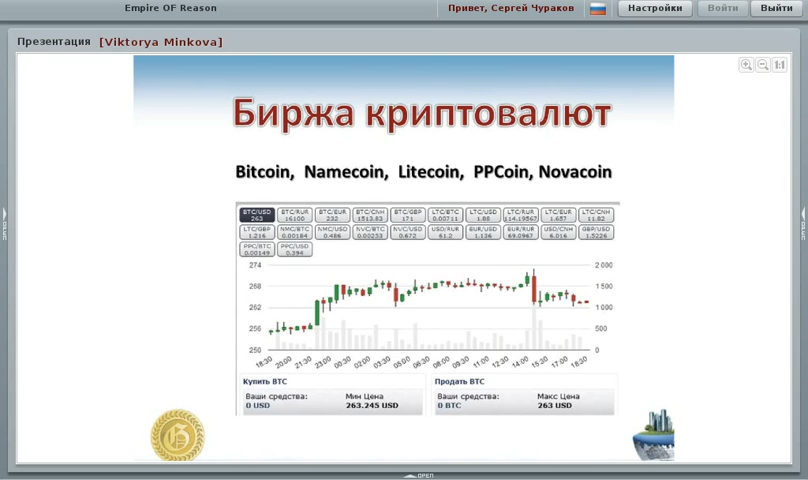 Empire OF Reason
Привет, Сергей Чураков
Настройки
Войти
Выйти
Презентация [Viktorya Minkova]
1:1
Биржа криптовалют
Bitcoin, Namecoin, Litecoin, PPCoin, Novacoin
BTC/USD BTC/RUR BTC/EUR BTC/CNH BTC/GBP LTC/BTC LTC/USD LTC/RUR LTC/EUR LTC/CNH
263 16100 232 1513.83 171 0.00711 1.88 114.19567 1.657 11.82
LTC/GBP NMC/BTC NMC/USD NVC/BTC NVC/USD USD/RUR EUR/USD EUR/RUR USD/CNH GBP/USD
1.216 0.00184 0.486 0.00253 0.672 61.2 1.136 69.0967 6.016 1.5226
PPC/BTC PPC/USD
0.00149 0.394
274 2 000
268 1 500
262 1 000
256 500
250 0
18:30 20:00 21:30 23:00 00:30 02:00 03:30 05:00 06:30 08:00 09:30 11:00 12:30 14:00 15:30 17:00 18:30
Купить BTC
Продать BTC
Ваши средства: Мин Цена
0 USD 263.245 USD
Ваши средства: Макс Цена
0 BTC 263 USD
OPEN